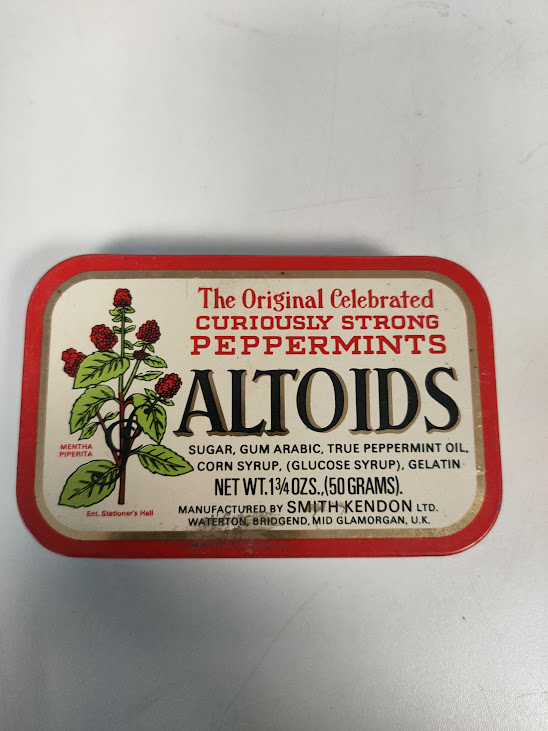 The Original Celebrated
CURIOUSLY STRONG
PEPPERMINTS
ALTOIDS
SUGAR, GUM ARABIC, TRUE PEPPERMINT OIL,
CORN SYRUP, (GLUCOSE SYRUP), GELATIN
NET WT. 1¾ OZS., (50 GRAMS).
MANUFACTURED BY SMITH KENDON LTD.
WATERTON, BRIDGEND, MID GLAMORGAN, U.K.
MENTHA
PIPERITA
Ent. Stationer's Hall